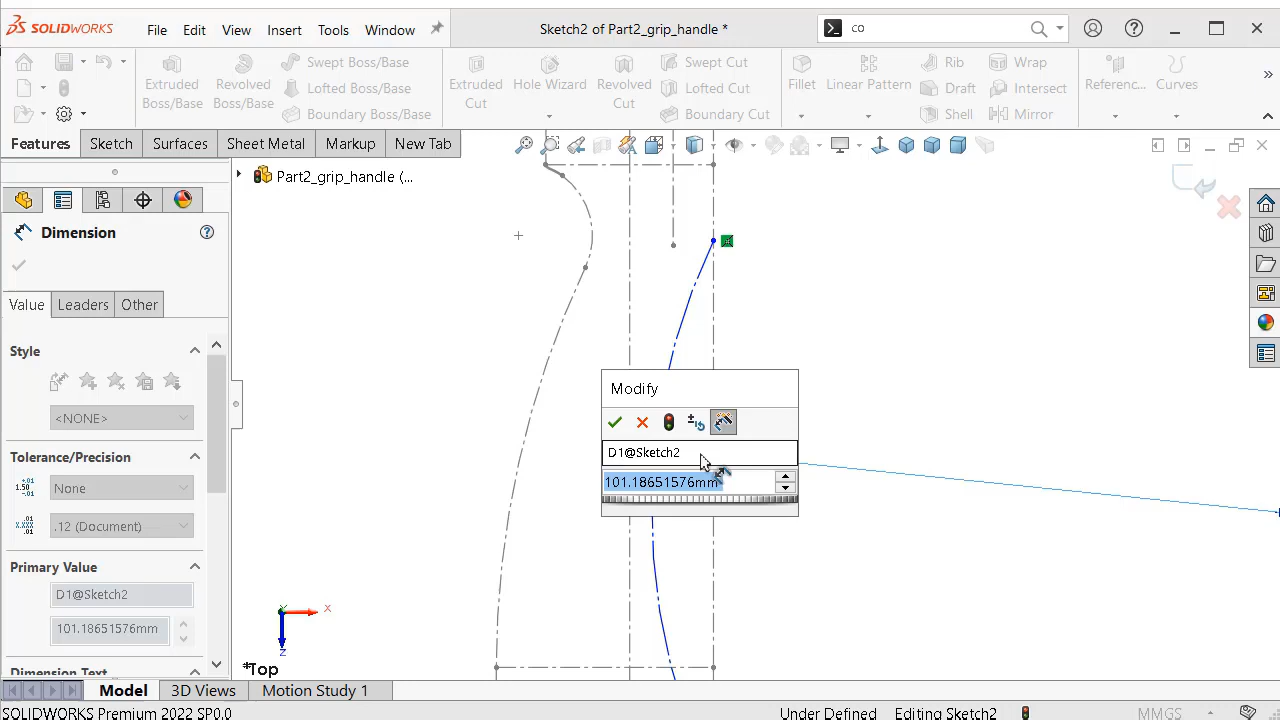 SOLIDWORKS
File Edit View Insert Tools Window
Sketch2 of Part2_grip_handle *
co
Extruded Boss/Base
Revolved Boss/Base
Swept Boss/Base
Lofted Boss/Base
Boundary Boss/Base
Extruded Cut
Hole Wizard
Revolved Cut
Swept Cut
Lofted Cut
Boundary Cut
Fillet
Linear Pattern
Rib
Draft
Shell
Wrap
Intersect
Mirror
Referenc...
Curves
Features Sketch Surfaces Sheet Metal Markup New Tab
Part2_grip_handle (...
Dimension
Value Leaders Other
Style
<NONE>
Tolerance/Precision
None
.12 (Document)
Primary Value
D1@Sketch2
101.18651576mm
Dimension Text
Modify
D1@Sketch2
101.18651576mm
X
Z
*Top
Model 3D Views Motion Study 1
SOLIDWORKS Premium 2022 SP0.0
Under Defined Editing Sketch2 MMGS